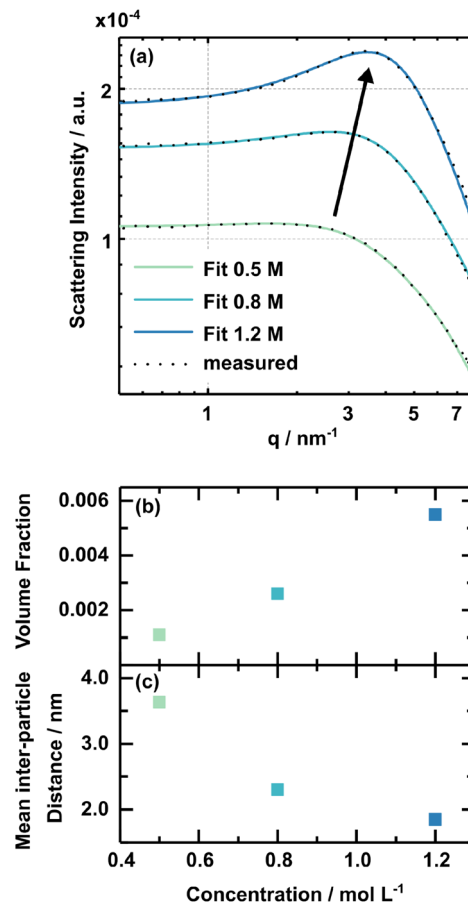 ×10⁻⁴
(a)
2
1
Scattering Intensity / a.u.
Fit 0.5 M
Fit 0.8 M
Fit 1.2 M
measured
1
3
5
7
q / nm⁻¹
(b)
0.006
0.004
0.002
Volume Fraction
(c)
4.0
3.0
2.0
Mean inter-particle
Distance / nm
0.4
0.6
0.8
1.0
1.2
Concentration / mol L⁻¹